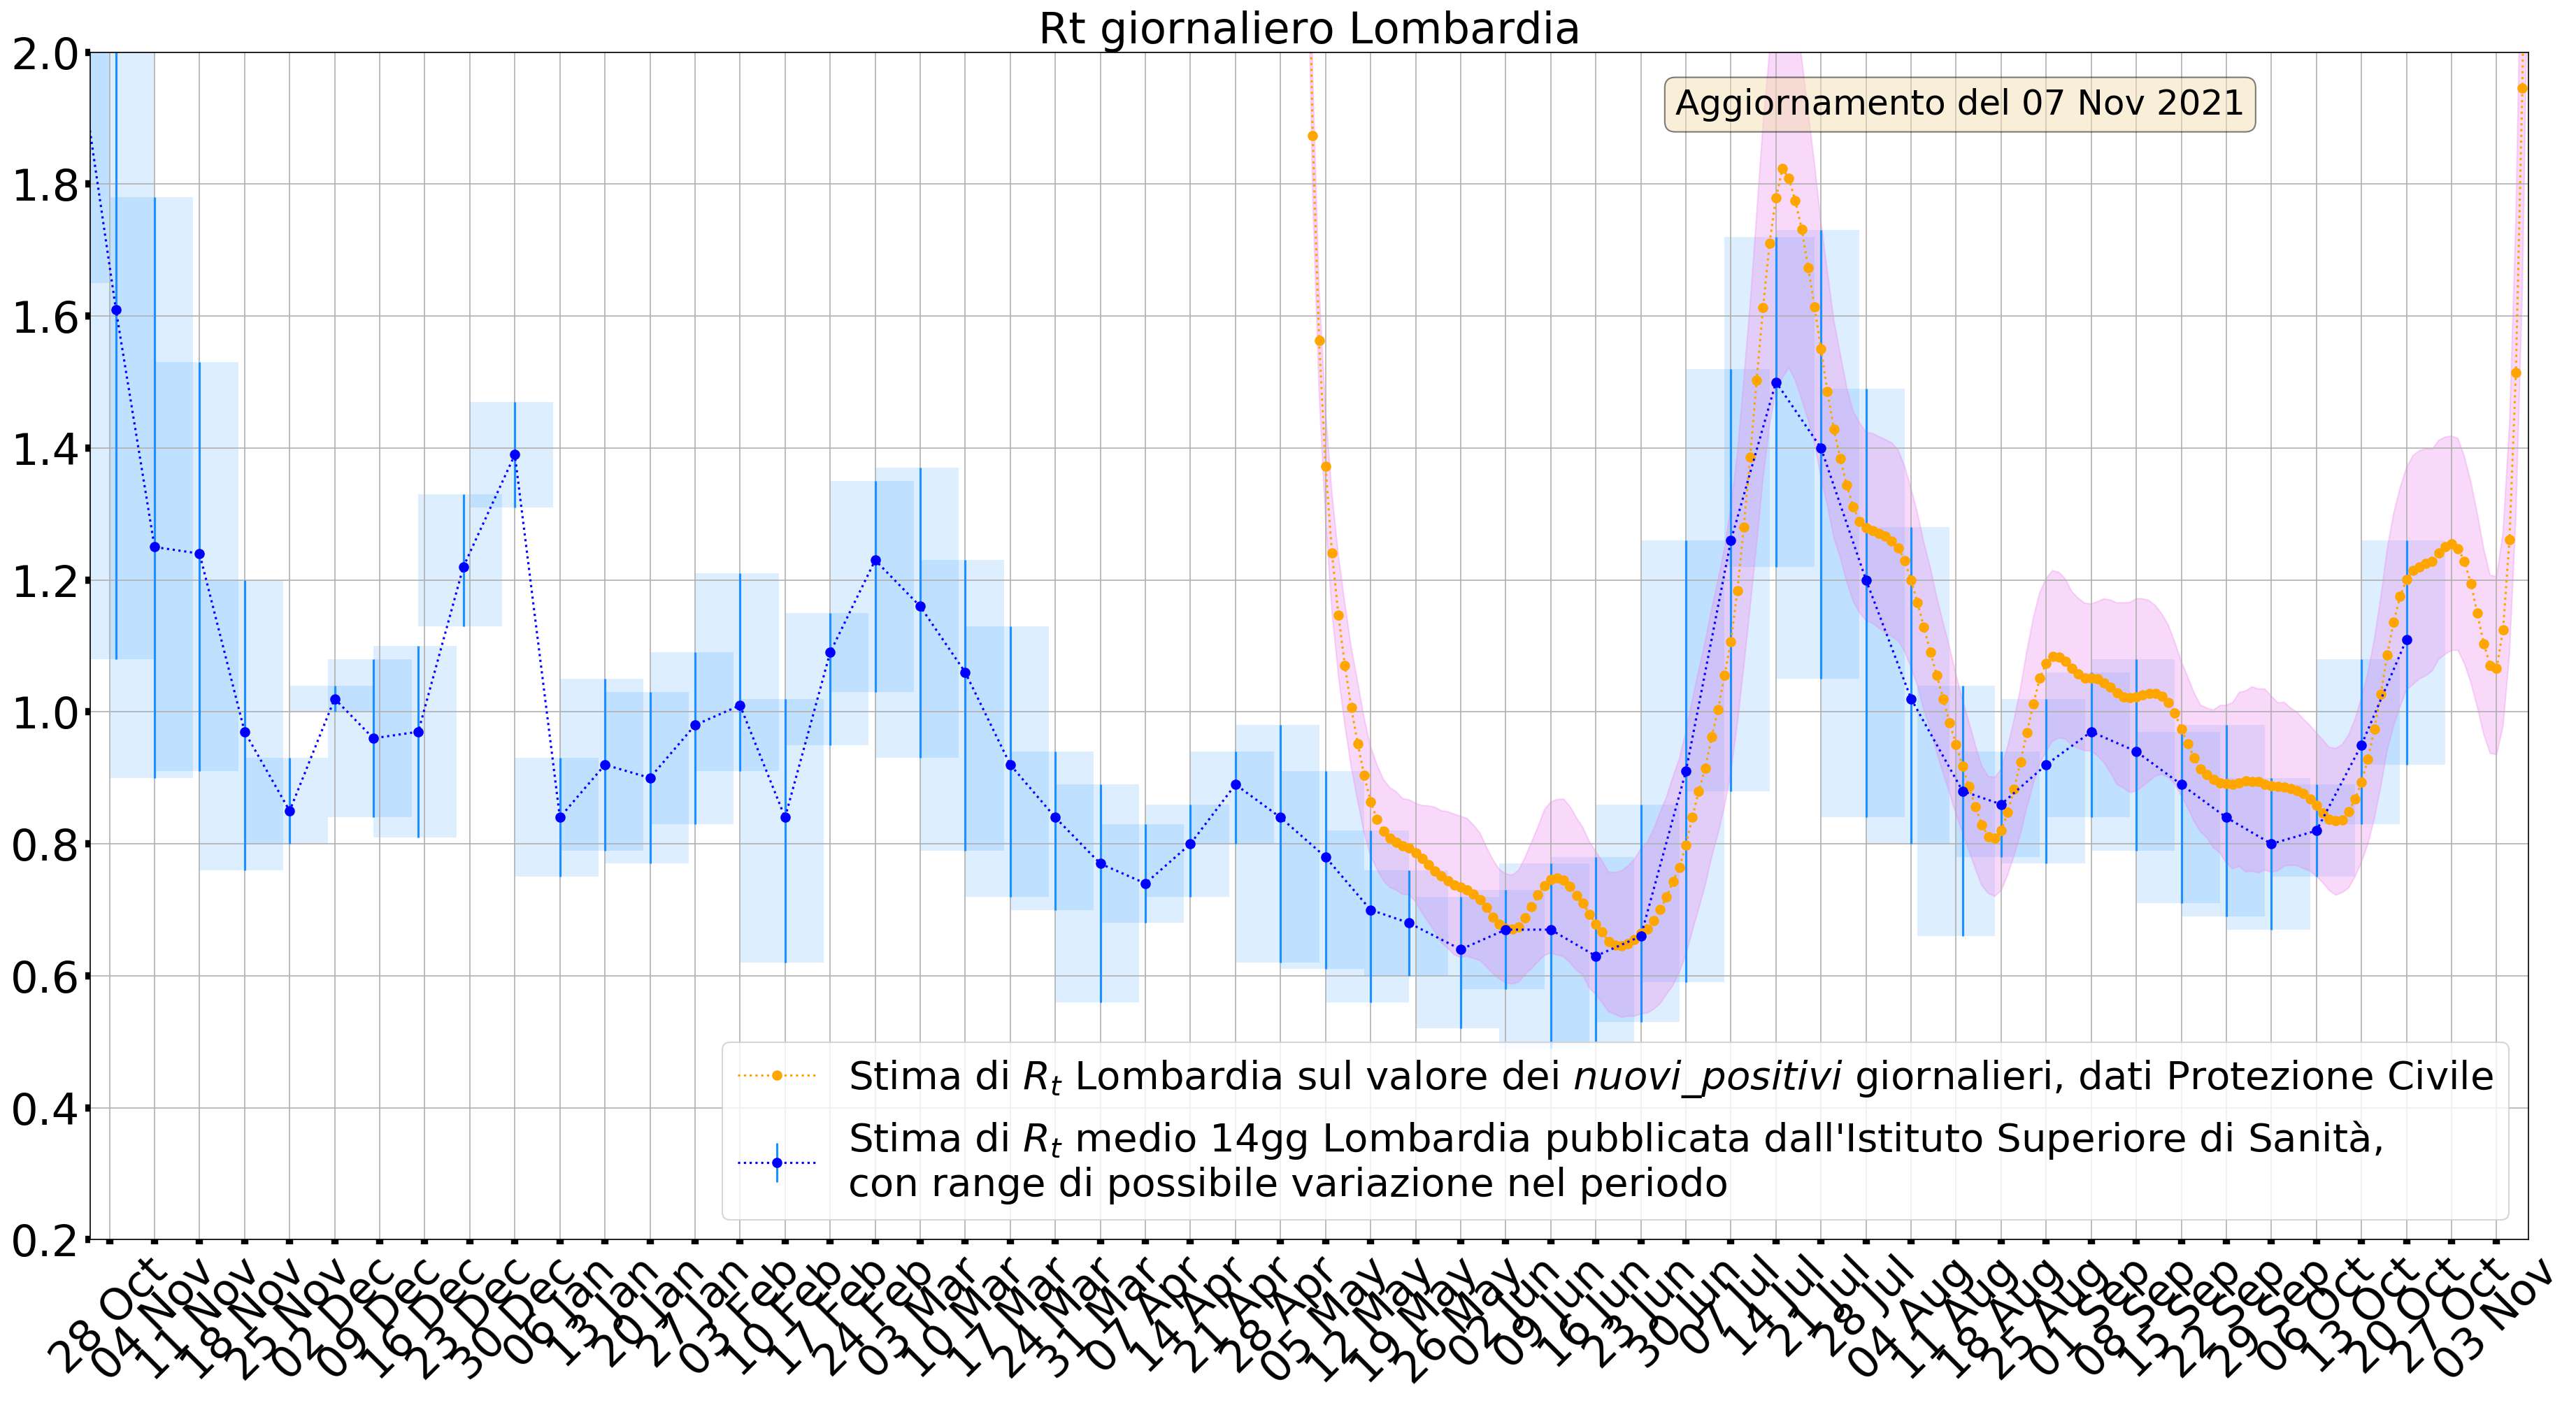 Rt giornaliero Lombardia
Aggiornamento del 07 Nov 2021
2.0
1.8
1.6
1.4
1.2
1.0
0.8
0.6
0.4
0.2
Stima di Rt Lombardia sul valore dei nuovi_positivi giornalieri, dati Protezione Civile
Stima di Rt medio 14gg Lombardia pubblicata dall'Istituto Superiore di Sanità,
con range di possibile variazione nel periodo
28 Oct
04 Nov
11 Nov
18 Nov
25 Nov
02 Dec
09 Dec
16 Dec
23 Dec
30 Dec
06 Jan
13 Jan
20 Jan
27 Jan
03 Feb
10 Feb
17 Feb
24 Feb
03 Mar
10 Mar
17 Mar
24 Mar
31 Mar
07 Apr
14 Apr
21 Apr
28 Apr
05 May
12 May
19 May
26 May
02 Jun
09 Jun
16 Jun
23 Jun
30 Jun
07 Jul
14 Jul
21 Jul
28 Jul
04 Aug
11 Aug
18 Aug
25 Aug
01 Sep
08 Sep
15 Sep
22 Sep
29 Sep
06 Oct
13 Oct
20 Oct
27 Oct
03 Nov